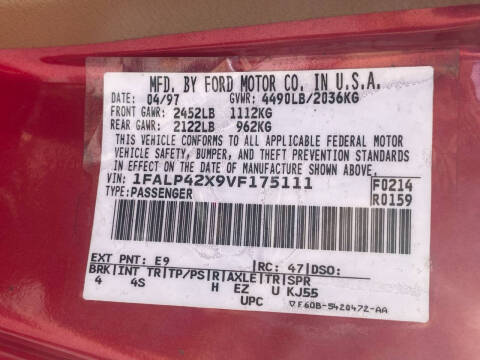 MFD. BY FORD MOTOR CO. IN U.S.A.
DATE: 04/97 GVWR: 4490LB/2036KG
FRONT GAWR: 2452LB 1112KG
REAR GAWR: 2122LB 962KG
THIS VEHICLE CONFORMS TO ALL APPLICABLE FEDERAL MOTOR
VEHICLE SAFETY, BUMPER, AND THEFT PREVENTION STANDARDS
IN EFFECT ON THE DATE OF MANUFACTURE SHOWN ABOVE.
VIN: 1FALP42X9VF175111 F0214
TYPE: PASSENGER R0159
EXT PNT: E9 RC: 47 DSO:
BRK INT TR TP/PS R AXLE TR SPR
4 4S H EZ U KJ55
UPC F6DB-5420472-AA